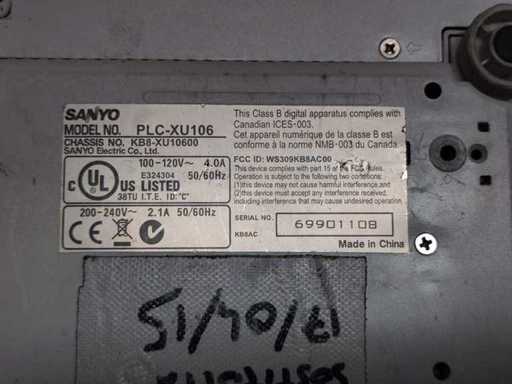 SANYO
MODEL NO. PLC-XU106
CHASSIS NO. KB8-XU10600
SANYO Electric Co., Ltd.
100-120V~ 4.0A
E324304 50/60Hz
C UL US LISTED
38TU I.T.E. ID:"C"
200-240V~ 2.1A 50/60Hz
CE
This Class B digital apparatus complies with
Canadian ICES-003.
Cet appareil numérique de la classe B est
conforme à la norme NMB-003 du Canada.
FCC ID: WS309KB8AC00
This device complies with part 15 of the FCC Rules.
Operation is subject to the following two conditions:
(1) This device may not cause harmful interference,and
(2) this device must accept any interference received,
including interference that may cause undesired
operation.
SERIAL NO.
69901108
KB8AC
Made in China
17/04/15